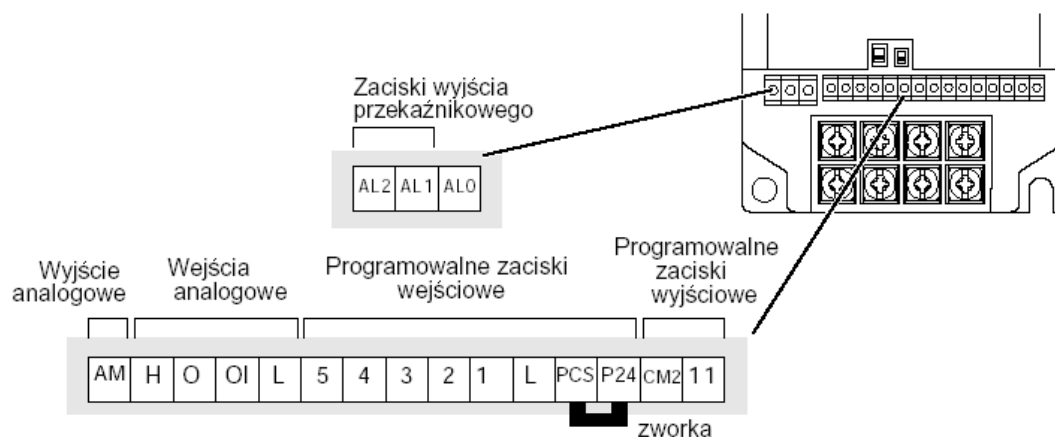 Zaciski wyjścia
przekaźnikowego
AL2 AL1 AL0
Wyjście
analogowe
Wejścia
analogowe
Programowalne zaciski
wejściowe
Programowalne
zaciski
wyjściowe
AM H O OI L 5 4 3 2 1 L PCS P24 CM2 11
zworka